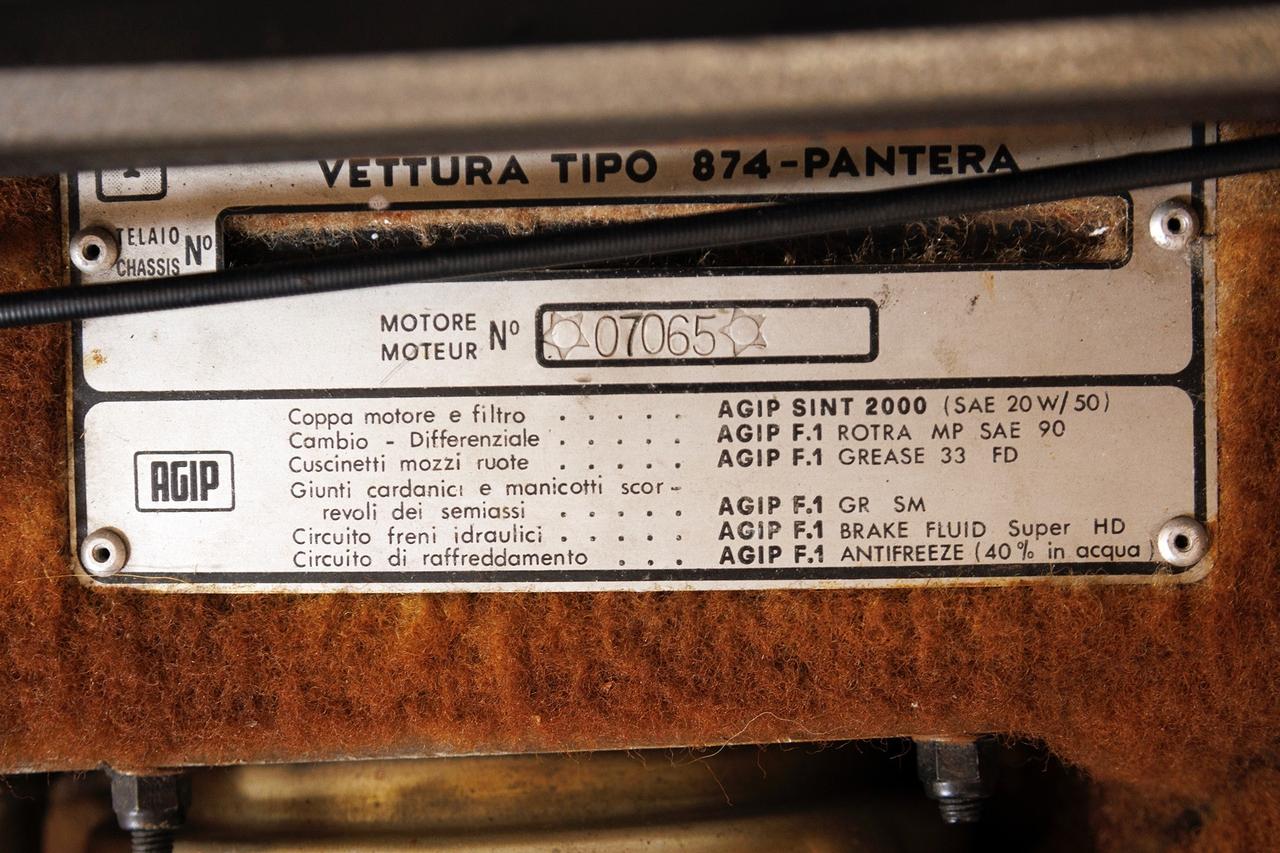 VETTURA TIPO 874-PANTERA
TELAIO
CHASSIS Nº
MOTORE
MOTEUR Nº 07065
AGIP
Coppa motore e filtro ..... AGIP SINT 2000 (SAE 20W/50)
Cambio - Differenziale ..... AGIP F.1 ROTRA MP SAE 90
Cuscinetti mozzi ruote ..... AGIP F.1 GREASE 33 FD
Giunti cardanici e manicotti scor-
revoli dei semiassi ..... AGIP F.1 GR SM
Circuito freni idraulici ..... AGIP F.1 BRAKE FLUID Super HD
Circuito di raffreddamento ... AGIP F.1 ANTIFREEZE (40% in acqua)